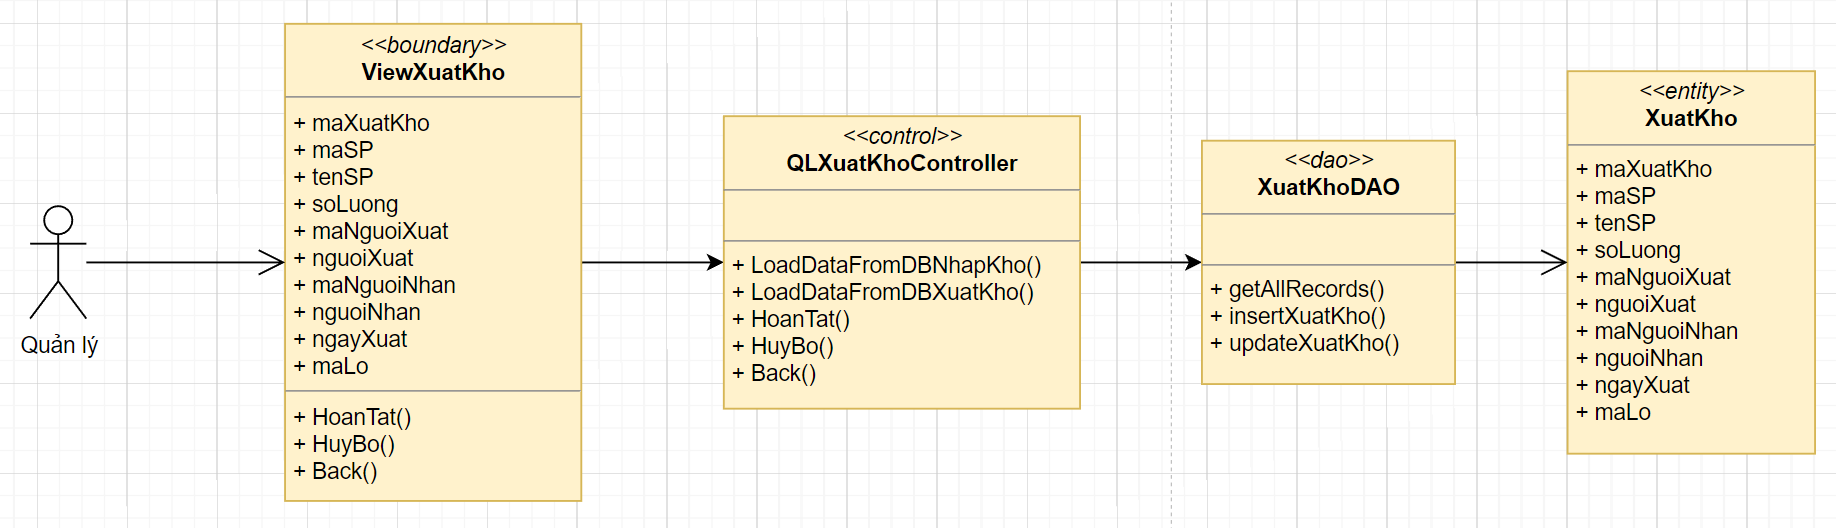 Quản lý
<<boundary>>
ViewXuatKho
+ maXuatKho
+ maSP
+ tenSP
+ soLuong
+ maNguoiXuat
+ nguoiXuat
+ maNguoiNhan
+ nguoiNhan
+ ngayXuat
+ maLo
+ HoanTat()
+ HuyBo()
+ Back()
<<control>>
QLXuatKhoController
+ LoadDataFromDBNhapKho()
+ LoadDataFromDBXuatKho()
+ HoanTat()
+ HuyBo()
+ Back()
<<dao>>
XuatKhoDAO
+ getAllRecords()
+ insertXuatKho()
+ updateXuatKho()
<<entity>>
XuatKho
+ maXuatKho
+ maSP
+ tenSP
+ soLuong
+ maNguoiXuat
+ nguoiXuat
+ maNguoiNhan
+ nguoiNhan
+ ngayXuat
+ maLo